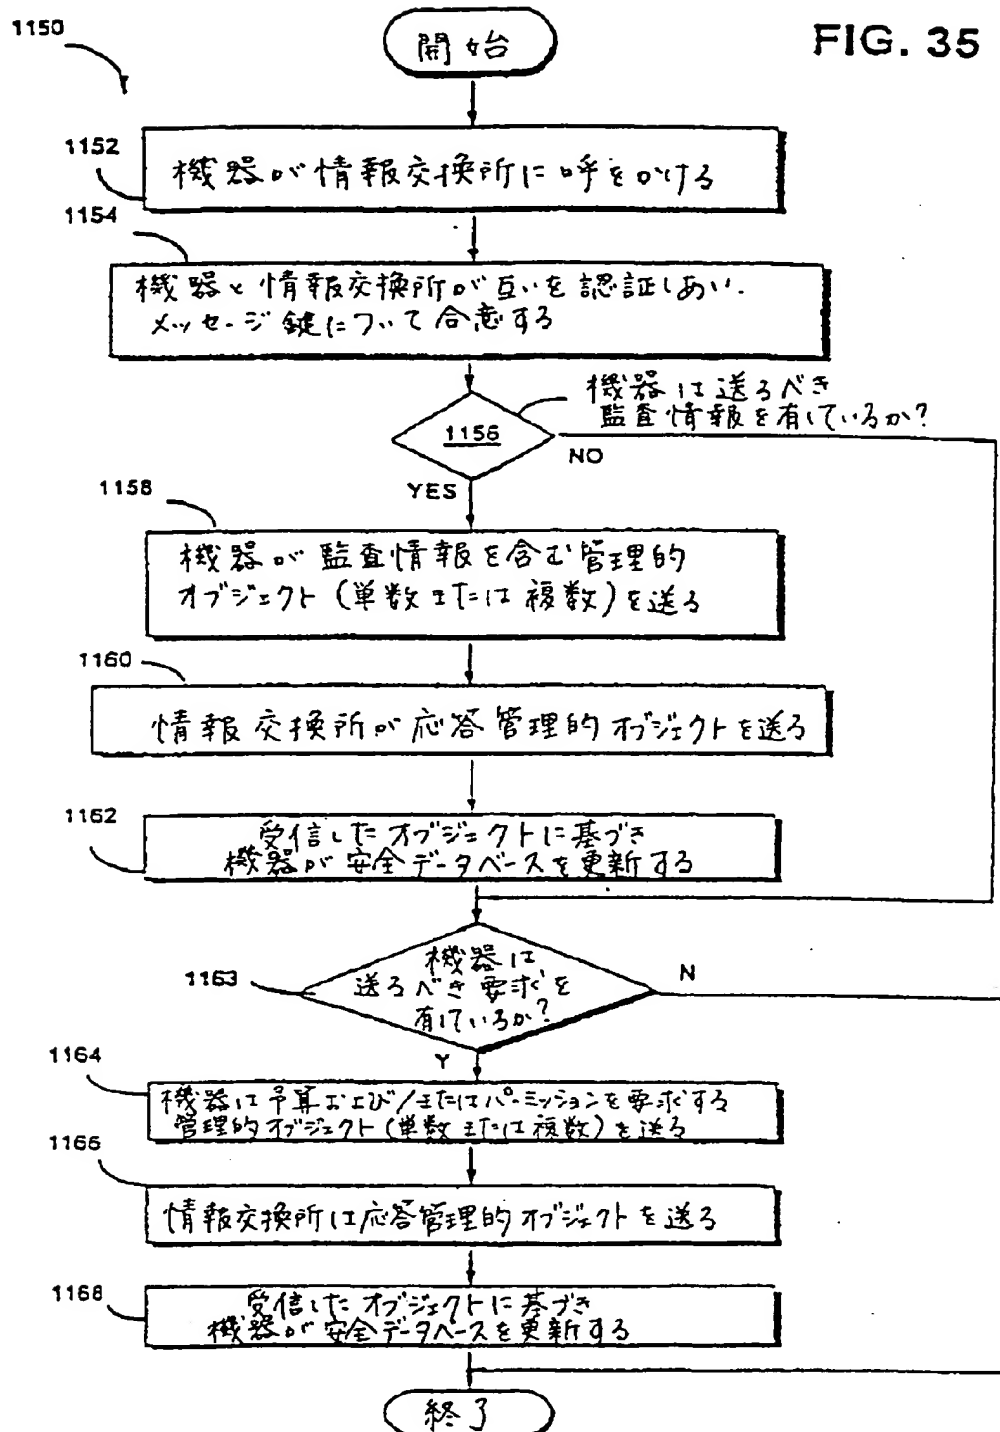 1150
開始
FIG. 35
1152
機器が情報交換所に呼をかける
1154
機器と情報交換所が互いを認証しあい、
メッセージ鍵について合意する
1156
機器は送るべき
監査情報を有しているか?
NO
YES
1158
機器が監査情報を含む管理的
オブジェクト(単数または複数)を送る
1160
情報交換所が応答管理的オブジェクトを送る
1162
受信したオブジェクトに基づき
機器が安全データベースを更新する
1163
機器は
送るべき要求を
有しているか?
N
Y
1164
機器は予算および/またはパーミッションを要求する
管理的オブジェクト(単数または複数)を送る
1166
情報交換所は応答管理的オブジェクトを送る
1168
受信したオブジェクトに基づき
機器が安全データベースを更新する
終了